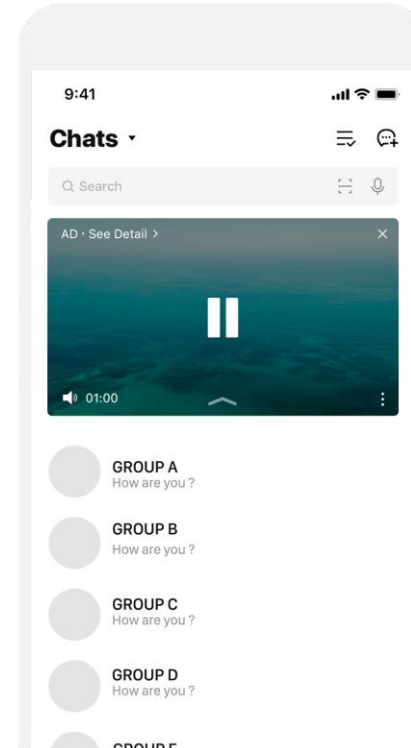 9:41
Chats
Search
AD · See Detail >
01:00
GROUP A
How are you ?
GROUP B
How are you ?
GROUP C
How are you ?
GROUP D
How are you ?